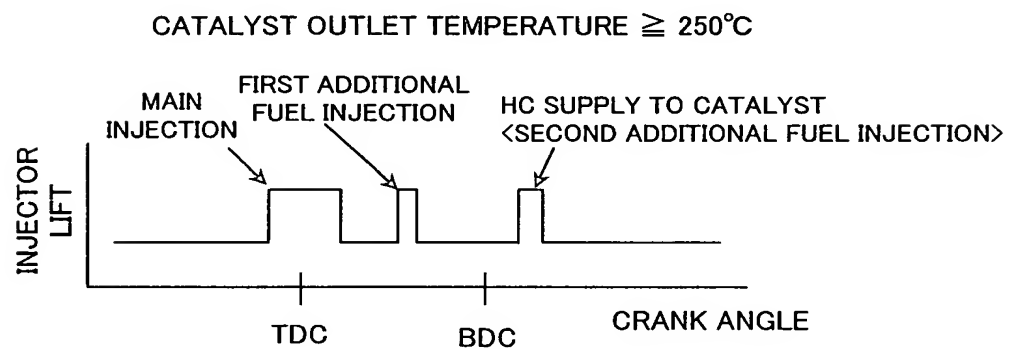 CATALYST OUTLET TEMPERATURE ≧ 250°C
MAIN
INJECTION
FIRST ADDITIONAL
FUEL INJECTION
HC SUPPLY TO CATALYST
<SECOND ADDITIONAL FUEL INJECTION>
INJECTOR
LIFT
TDC
BDC
CRANK ANGLE